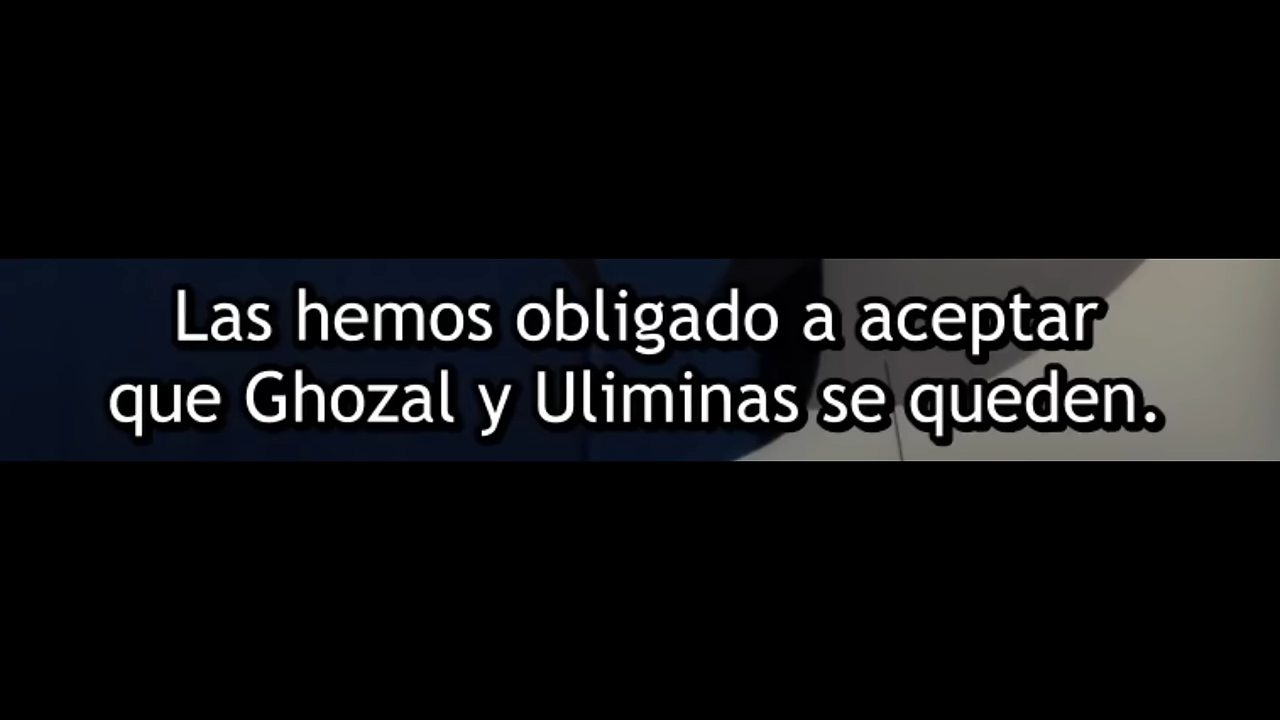 Las hemos obligado a aceptar
que Ghozal y Uliminas se queden.